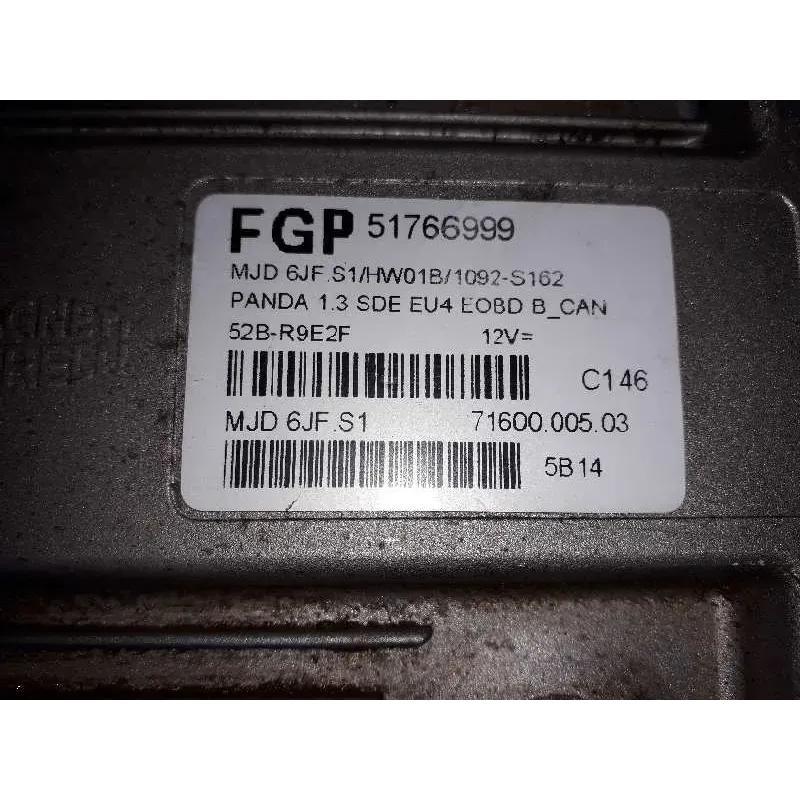 FGP 51766999
MJD 6JF.S1/HW01B/1092-S162
PANDA 1.3 SDE EU4 EOBD B_CAN
52B-R9E2F 12V=
C146
MJD 6JF.S1 71600.005.03
5B14